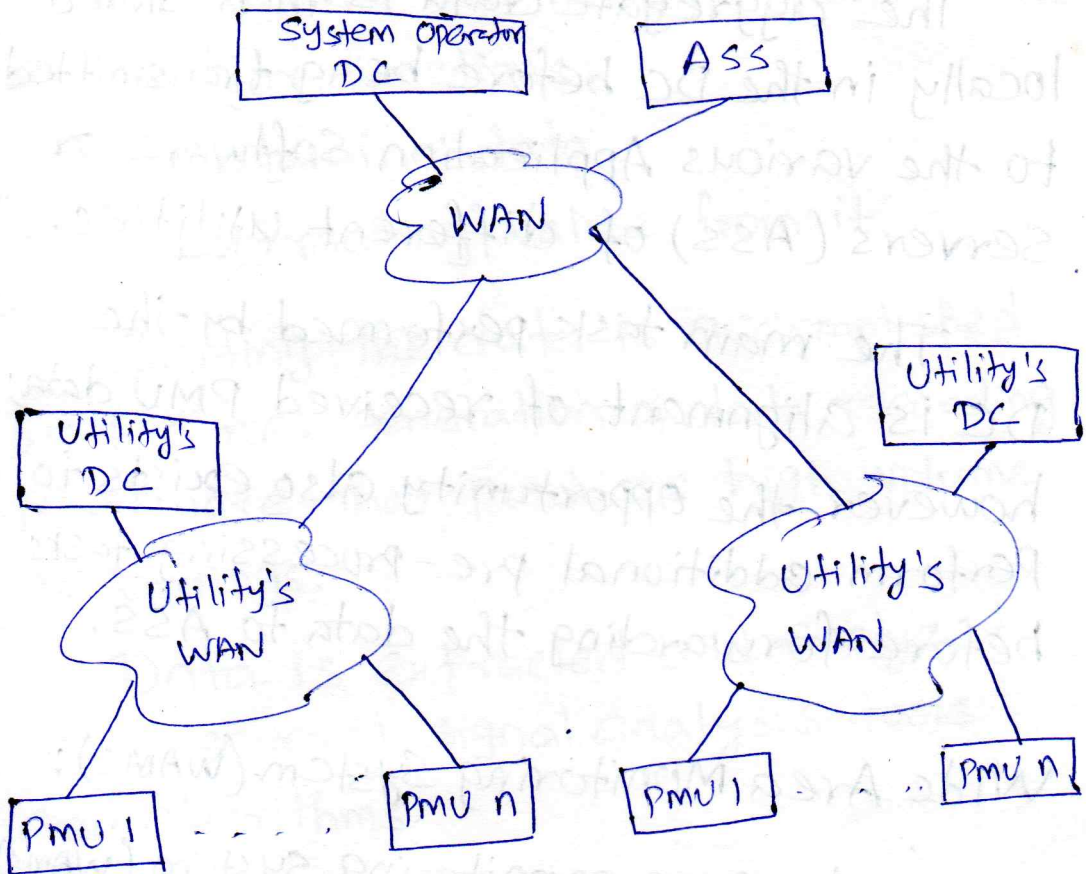 System Operator
DC
ASS
WAN
Utility's
DC
Utility's
DC
Utility's
WAN
Utility's
WAN
PMU 1 . . . . . PMU n
PMU 1 . . . . PMU n